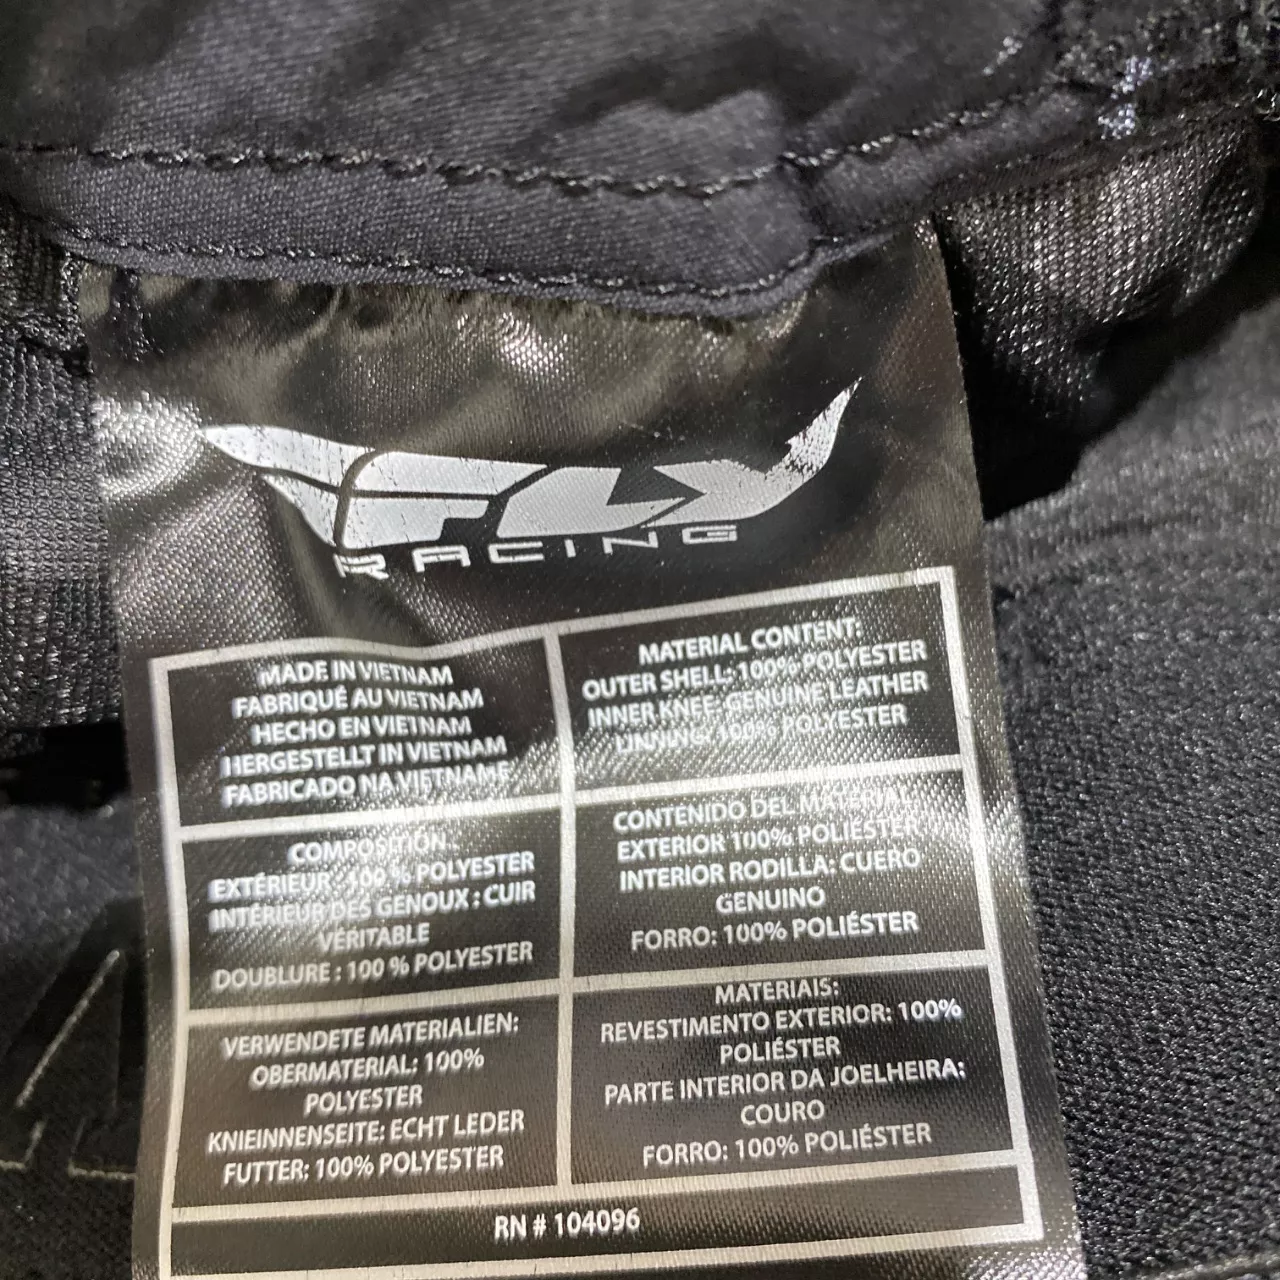 FLY
RACING
MADE IN VIETNAM
FABRIQUÉ AU VIETNAM
HECHO EN VIETNAM
HERGESTELLT IN VIETNAM
FABRICADO NA VIETNAME
MATERIAL CONTENT:
OUTER SHELL: 100% POLYESTER
INNER KNEE: GENUINE LEATHER
LINNING: 100% POLYESTER
COMPOSITION :
EXTÉRIEUR : 100 % POLYESTER
INTÉRIEUR DES GENOUX : CUIR
VÉRITABLE
DOUBLURE : 100 % POLYESTER
CONTENIDO DEL MATERIAL:
EXTERIOR 100% POLIÉSTER
INTERIOR RODILLA: CUERO
GENUINO
FORRO: 100% POLIÉSTER
VERWENDETE MATERIALIEN:
OBERMATERIAL: 100%
POLYESTER
KNIEINNENSEITE: ECHT LEDER
FUTTER: 100% POLYESTER
MATERIAIS:
REVESTIMENTO EXTERIOR: 100%
POLIÉSTER
PARTE INTERIOR DA JOELHEIRA:
COURO
FORRO: 100% POLIÉSTER
RN # 104096